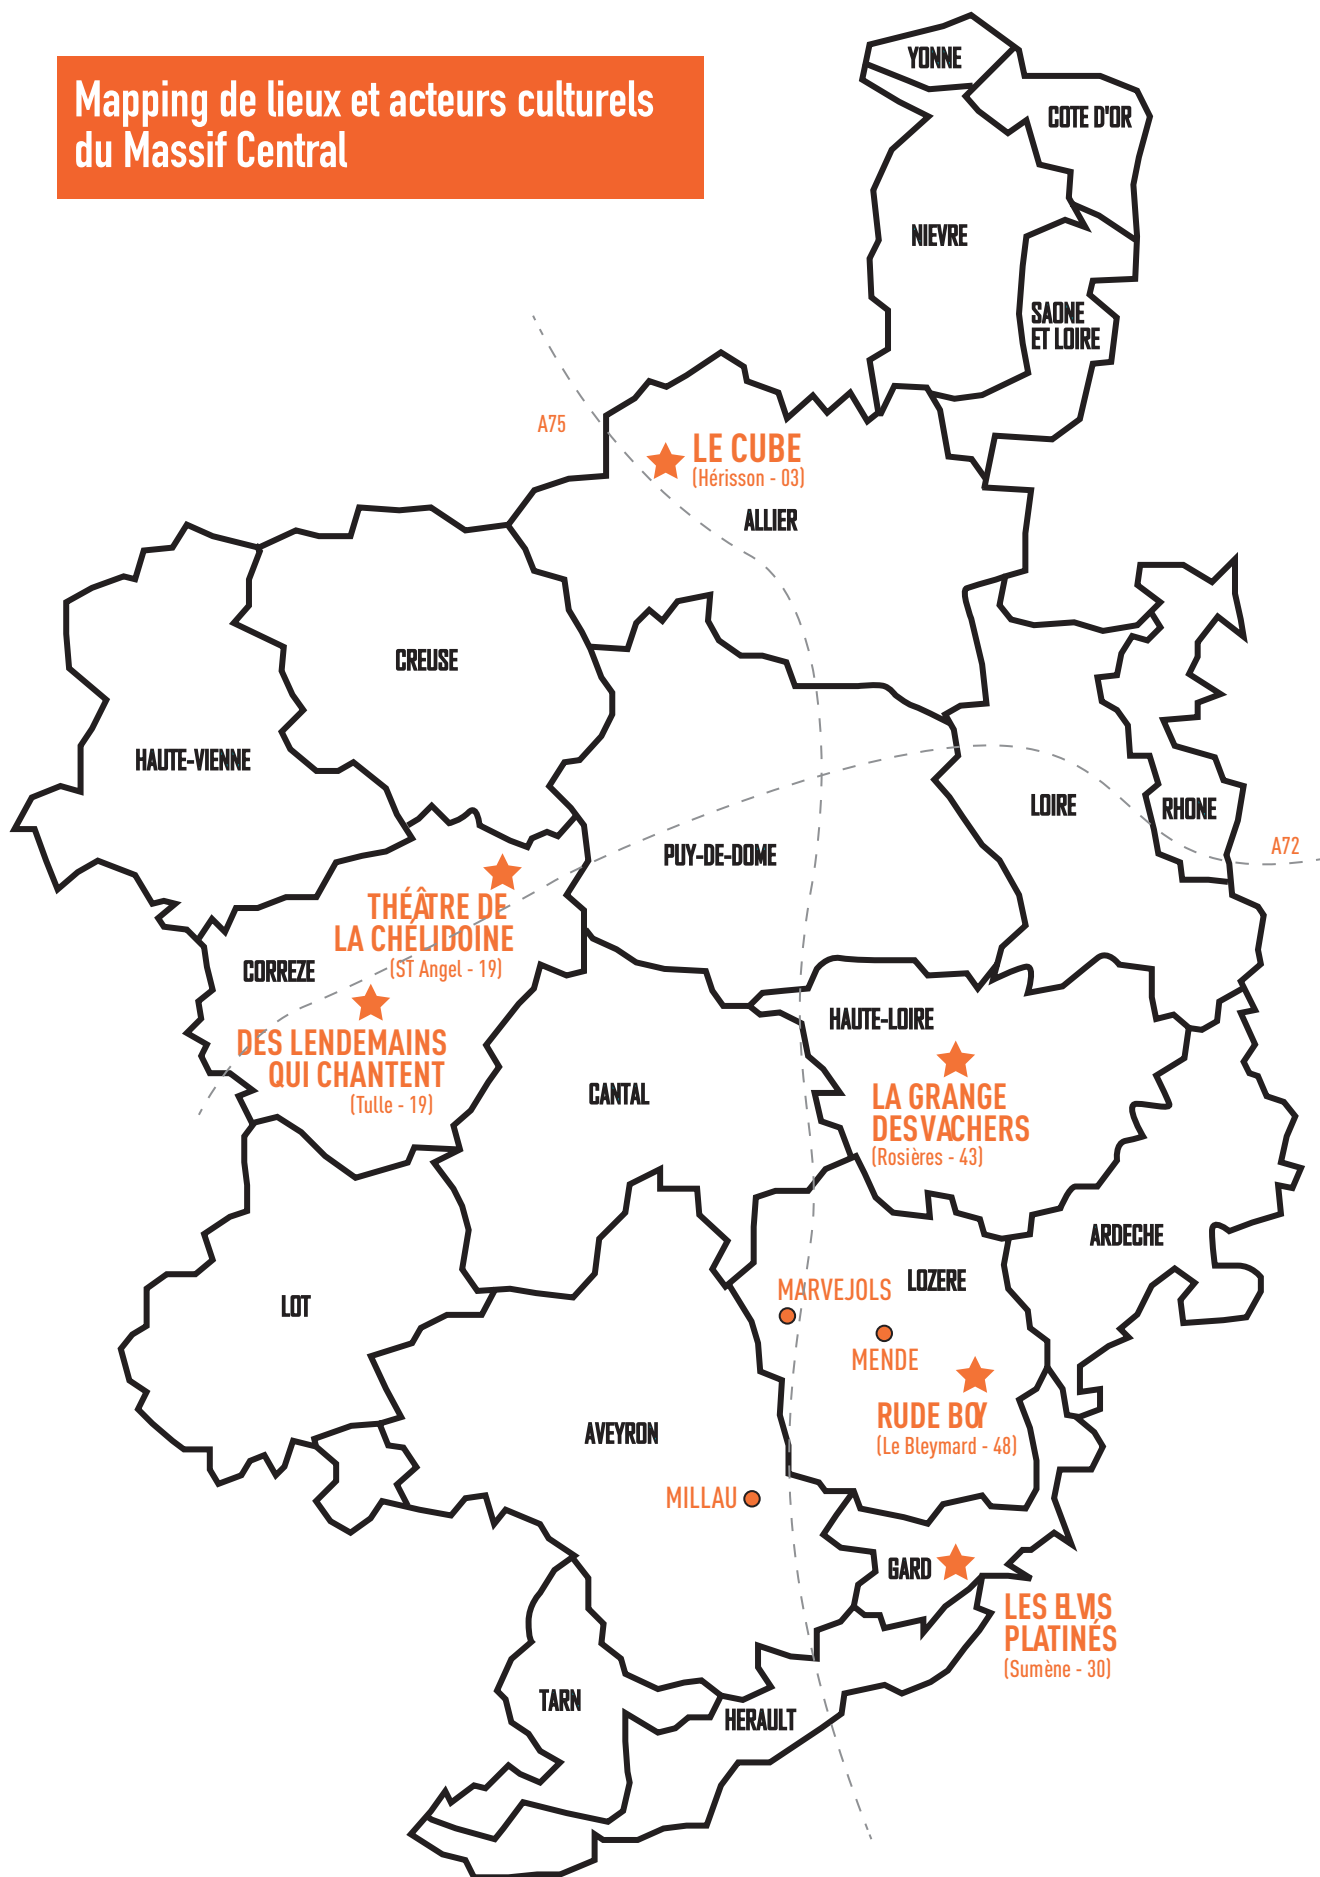 Mapping de lieux et acteurs culturels
du Massif Central
YONNE
COTE D'OR
NIEVRE
SAONE
ET LOIRE
A75
LE CUBE
(Hérisson - 03)
ALLIER
CREUSE
HAUTE-VIENNE
LOIRE
RHONE
A72
PUY-DE-DOME
THÉÂTRE DE
LA CHÉLIDOINE
(ST Angel - 19)
CORREZE
DES LENDEMAINS
QUI CHANTENT
(Tulle - 19)
HAUTE-LOIRE
LA GRANGE
DES VACHERS
(Rosières - 43)
CANTAL
ARDECHE
LOT
MARVEJOLS
LOZERE
MENDE
RUDE BOY
(Le Bleymard - 48)
AVEYRON
MILLAU
GARD
LES ELVIS
PLATINÉS
(Sumène - 30)
TARN
HERAULT